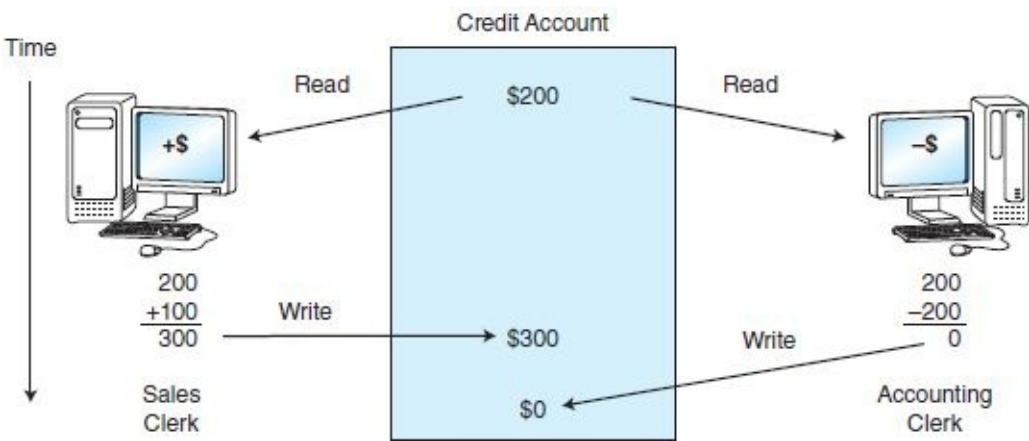 Credit Account
Time
Read
$200
Read
+$
–$
200
+100
300
Write
$300
200
–200
0
Write
$0
Sales
Clerk
Accounting
Clerk